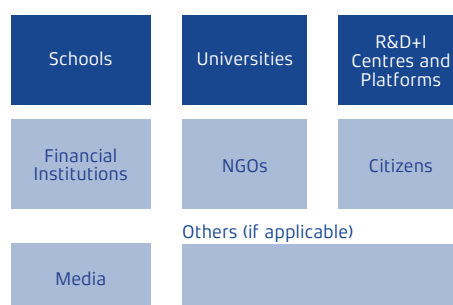 Schools
Universities
R&D+I
Centres and
Platforms
Financial
Institutions
NGOs
Citizens
Others (if applicable)
Media